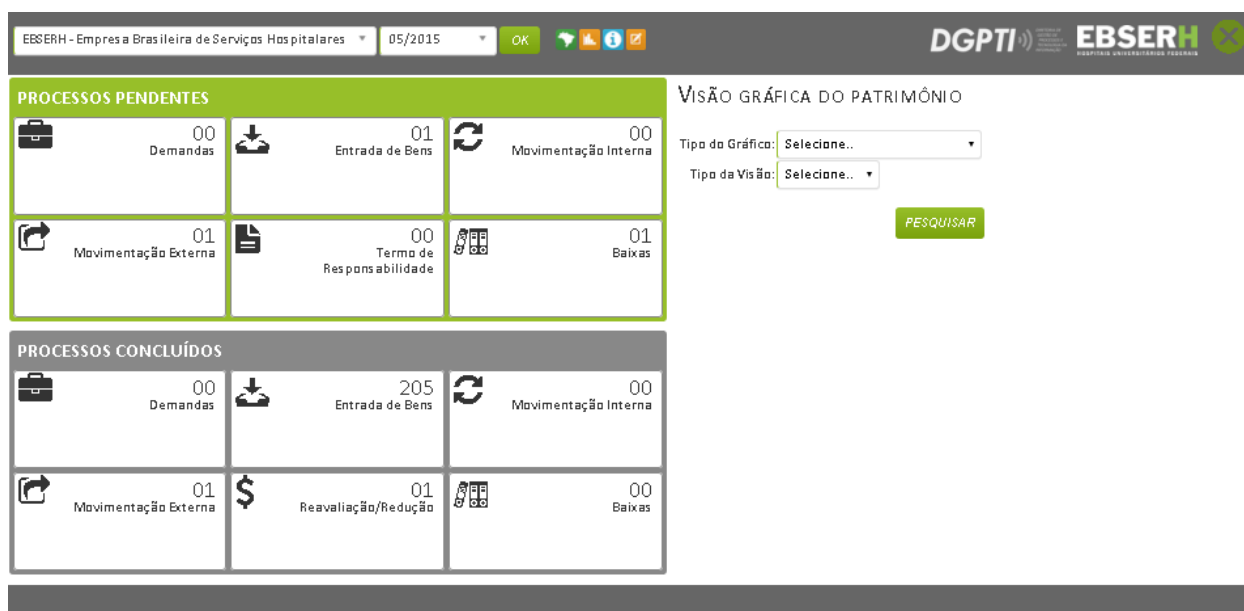 EBSERH - Empresa Brasileira de Serviços Hospitalares
05/2015
OK
DGPTI
EBSERH
HOSPITAIS UNIVERSITÁRIOS FEDERAIS
PROCESSOS PENDENTES
00
Demandas
01
Entrada de Bens
00
Movimentação Interna
01
Movimentação Externa
00
Termo de
Responsabilidade
01
Baixas
PROCESSOS CONCLUÍDOS
00
Demandas
205
Entrada de Bens
00
Movimentação Interna
01
Movimentação Externa
01
Reavaliação/Redução
00
Baixas
VISÃO GRÁFICA DO PATRIMÔNIO
Tipo do Gráfico: Selecione..
Tipo da Visão: Selecione..
PESQUISAR